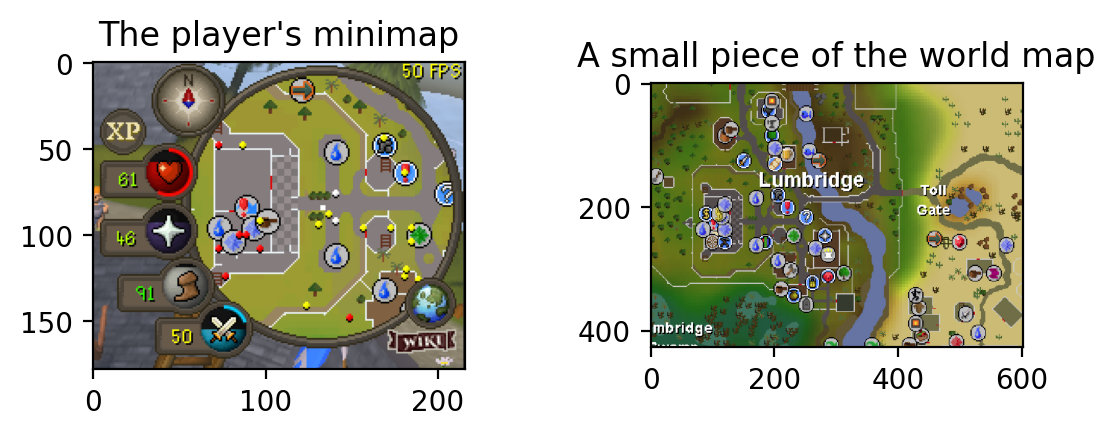 The player's minimap
A small piece of the world map
50 FPS
N
XP
61
46
91
50
WIKI
0
50
100
150
0
100
200
Lumbridge
Toll
Gate
mbridge
0
200
400
0
200
400
600